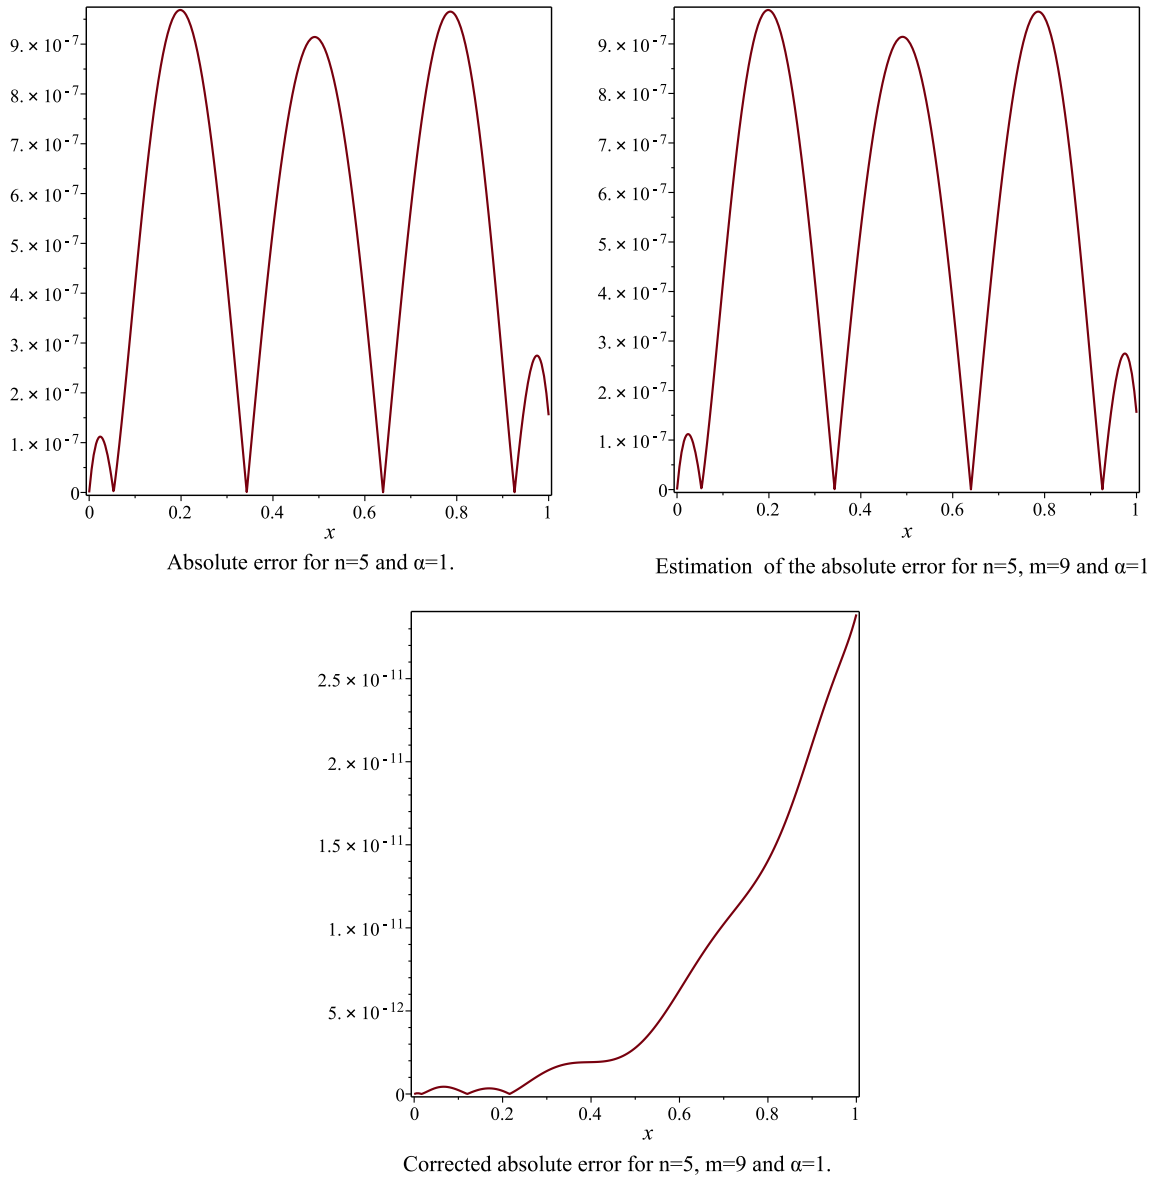 9. × 10⁻⁷
8. × 10⁻⁷
7. × 10⁻⁷
6. × 10⁻⁷
5. × 10⁻⁷
4. × 10⁻⁷
3. × 10⁻⁷
2. × 10⁻⁷
1. × 10⁻⁷
0
0 0.2 0.4 0.6 0.8 1
x
Absolute error for n=5 and α=1.
9. × 10⁻⁷
8. × 10⁻⁷
7. × 10⁻⁷
6. × 10⁻⁷
5. × 10⁻⁷
4. × 10⁻⁷
3. × 10⁻⁷
2. × 10⁻⁷
1. × 10⁻⁷
0
0 0.2 0.4 0.6 0.8 1
x
Estimation of the absolute error for n=5, m=9 and α=1
2.5 × 10⁻¹¹
2. × 10⁻¹¹
1.5 × 10⁻¹¹
1. × 10⁻¹¹
5. × 10⁻¹²
0
0 0.2 0.4 0.6 0.8 1
x
Corrected absolute error for n=5, m=9 and α=1.